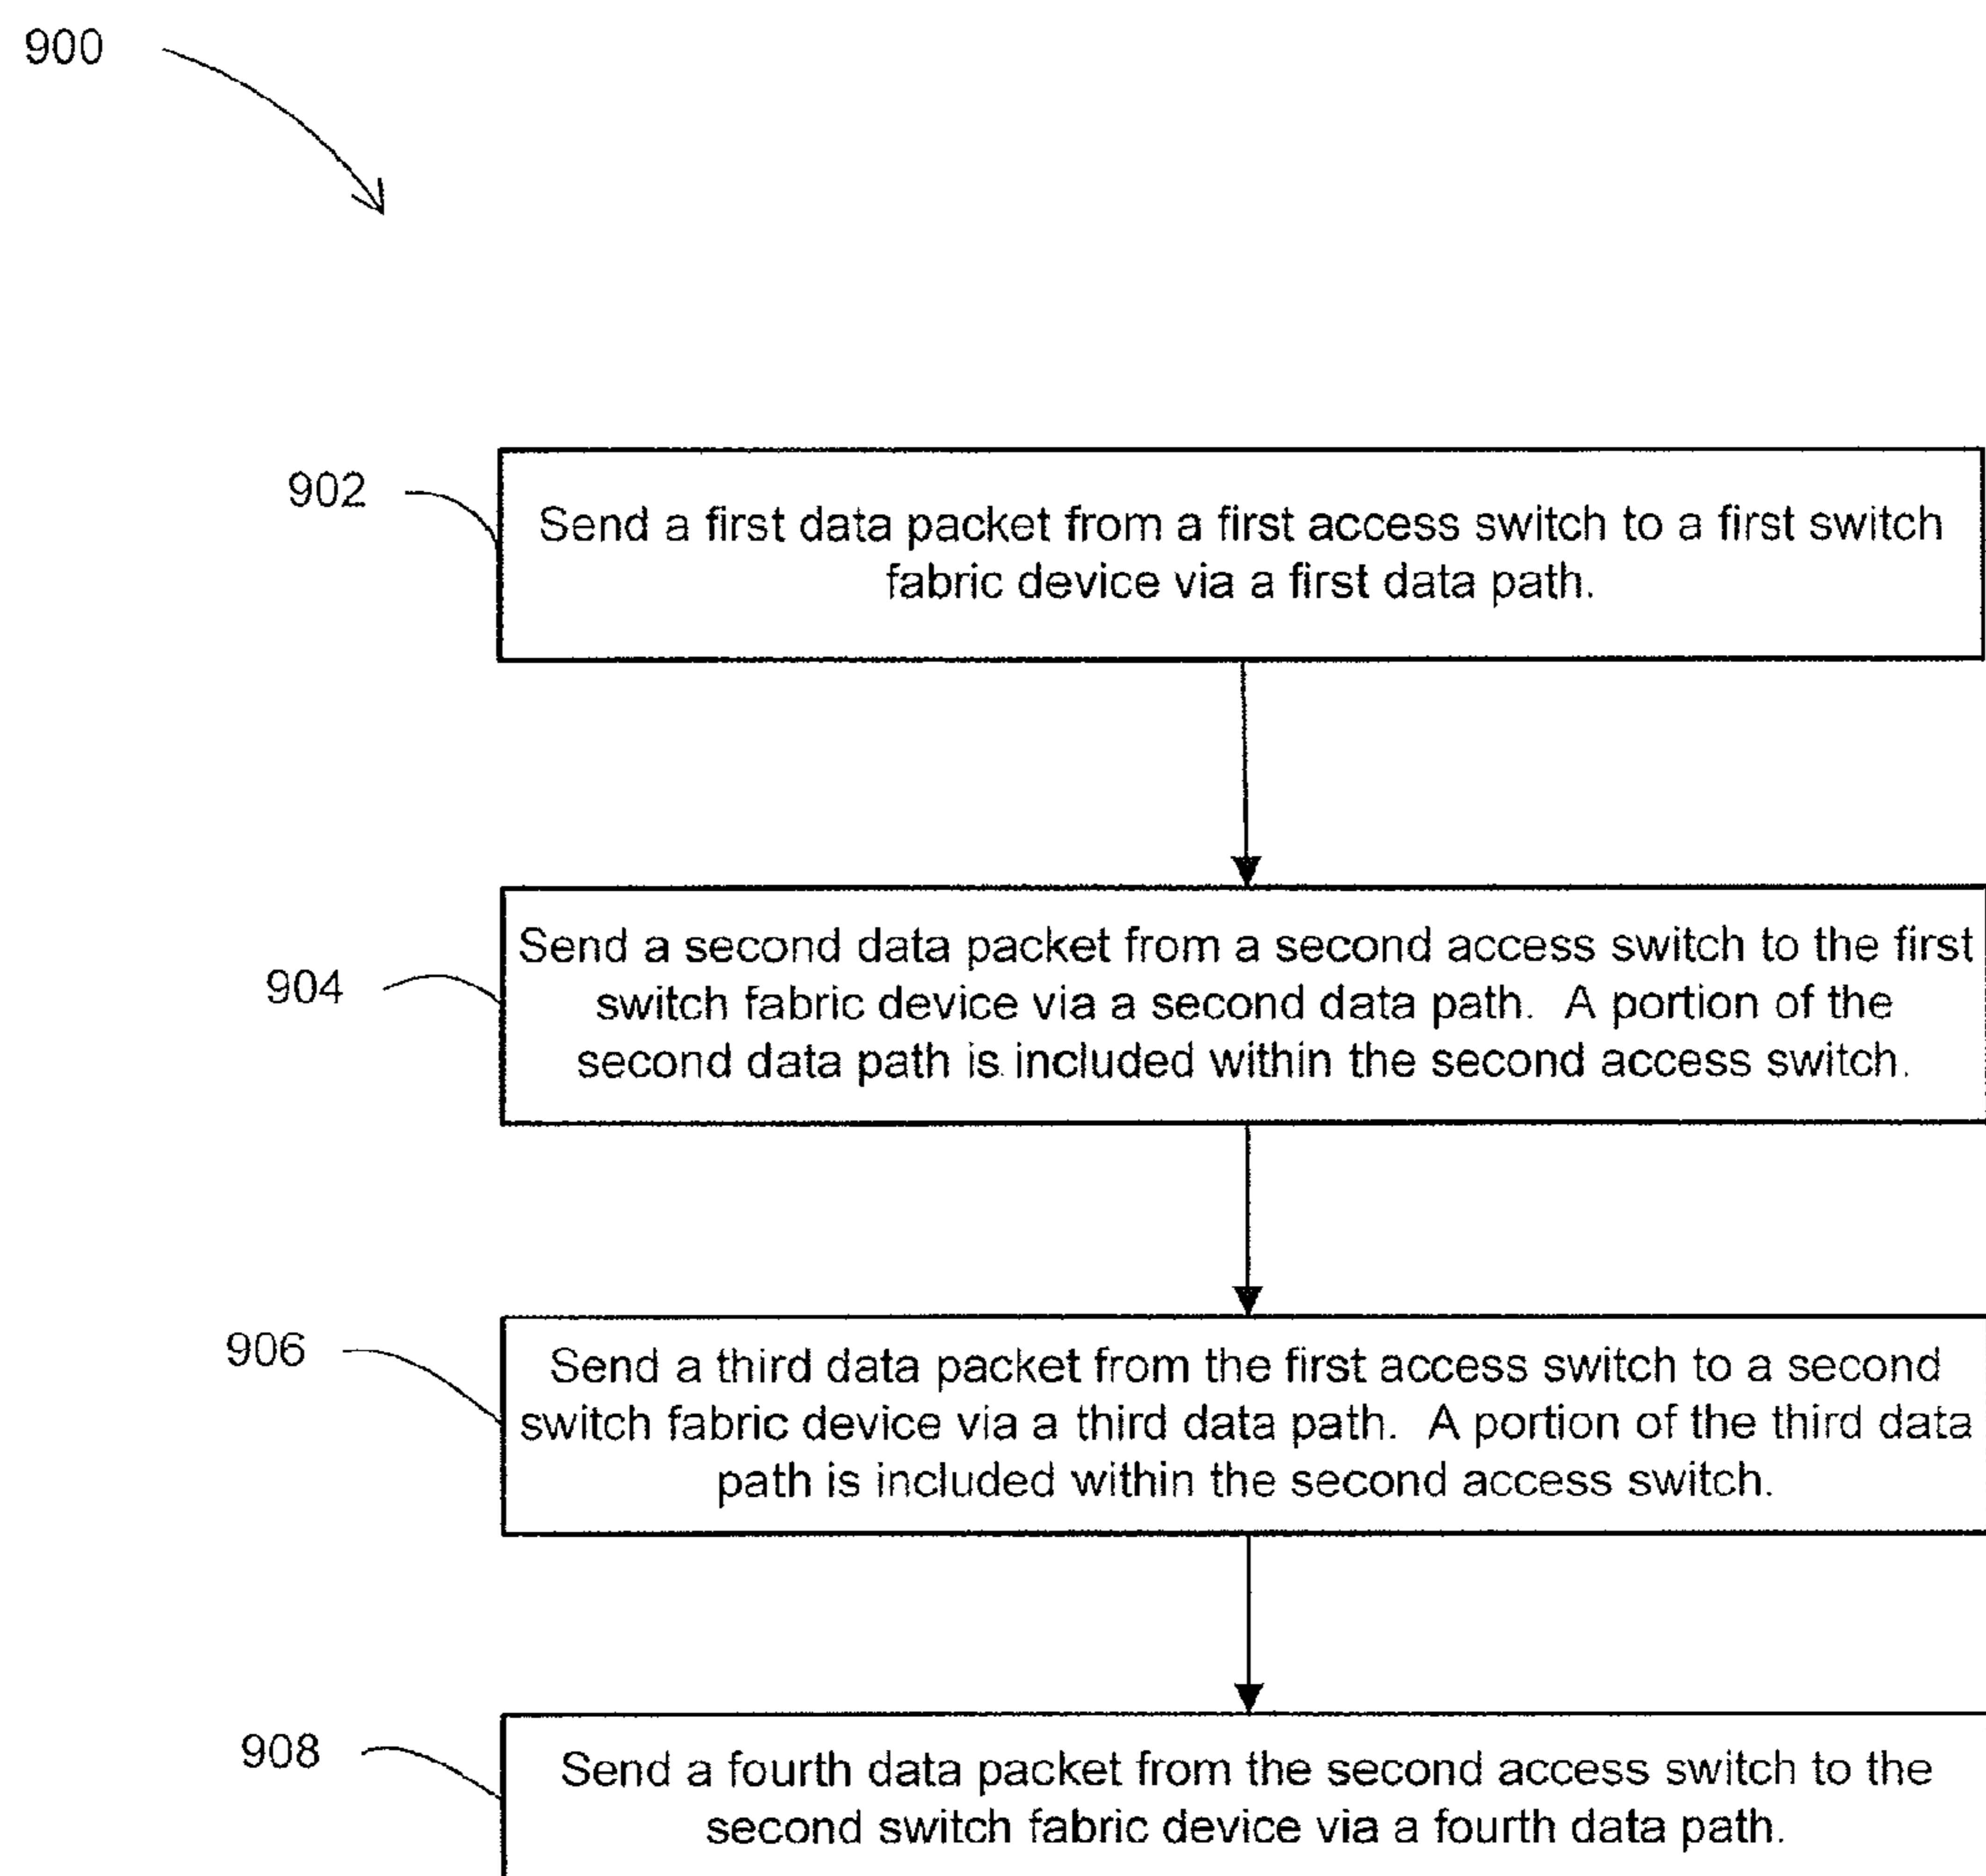 900
902
Send a first data packet from a first access switch to a first switch
fabric device via a first data path.
904
Send a second data packet from a second access switch to the first
switch fabric device via a second data path. A portion of the
second data path is included within the second access switch.
906
Send a third data packet from the first access switch to a second
switch fabric device via a third data path. A portion of the third data
path is included within the second access switch.
908
Send a fourth data packet from the second access switch to the
second switch fabric device via a fourth data path.